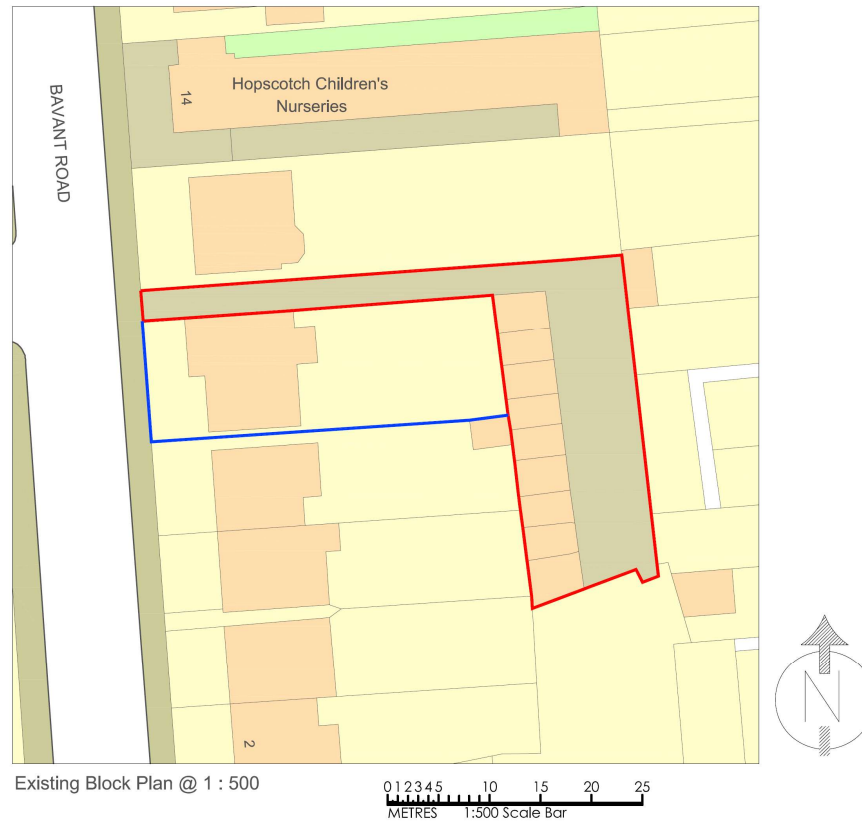 Hopscotch Children's
Nurseries
14
BAVANT ROAD
2
N
Existing Block Plan @ 1 : 500
0 1 2 3 4 5 10 15 20 25
METRES 1:500 Scale Bar